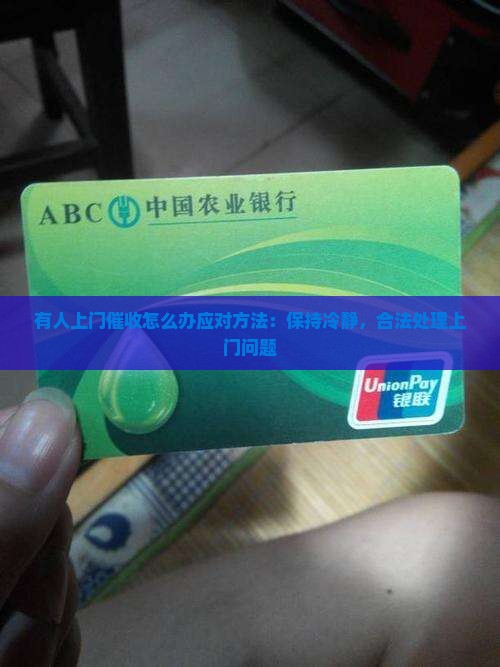 ABC 中国农业银行
有人上门催收怎么办应对方法：保持冷静，合法处理上
门问题
UnionPay
银联